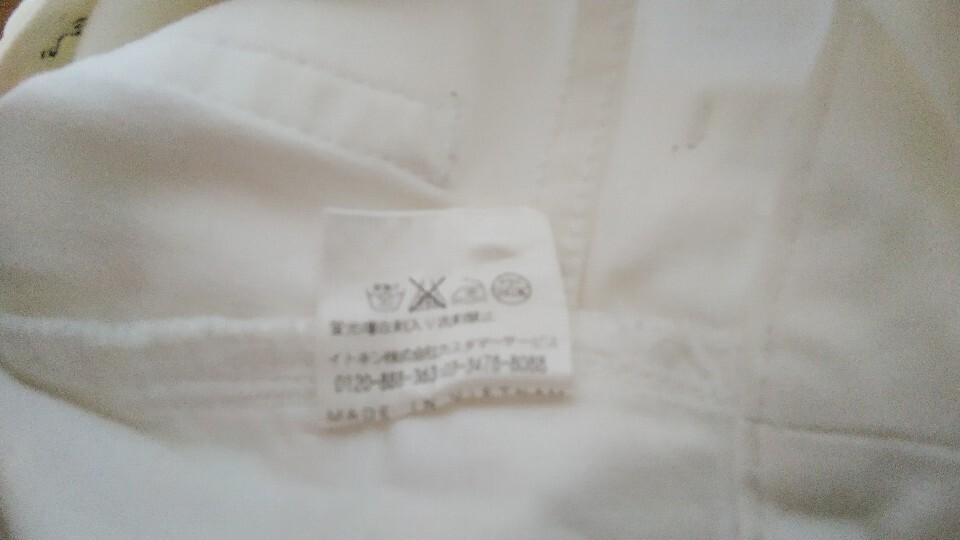 蛍光増白剤入り洗剤禁止
イトキン株式会社カスタマーサービス
0120-888-363 03-3478-8088
MADE IN VIETNAM